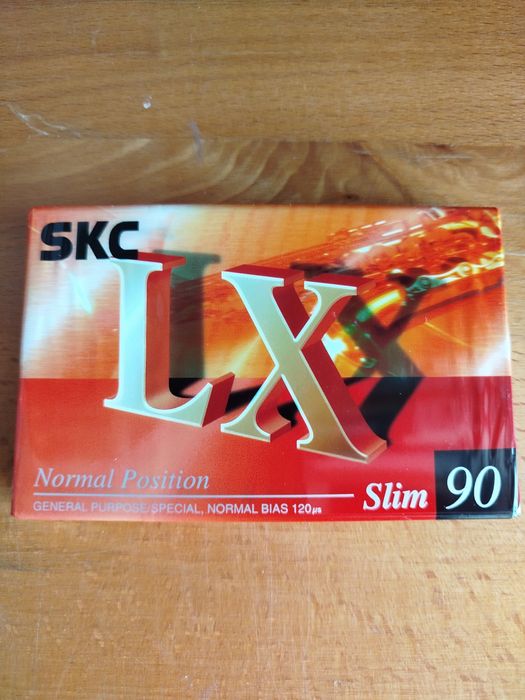 SKC
LX
Normal Position
GENERAL PURPOSE/SPECIAL, NORMAL BIAS 120μs
Slim 90